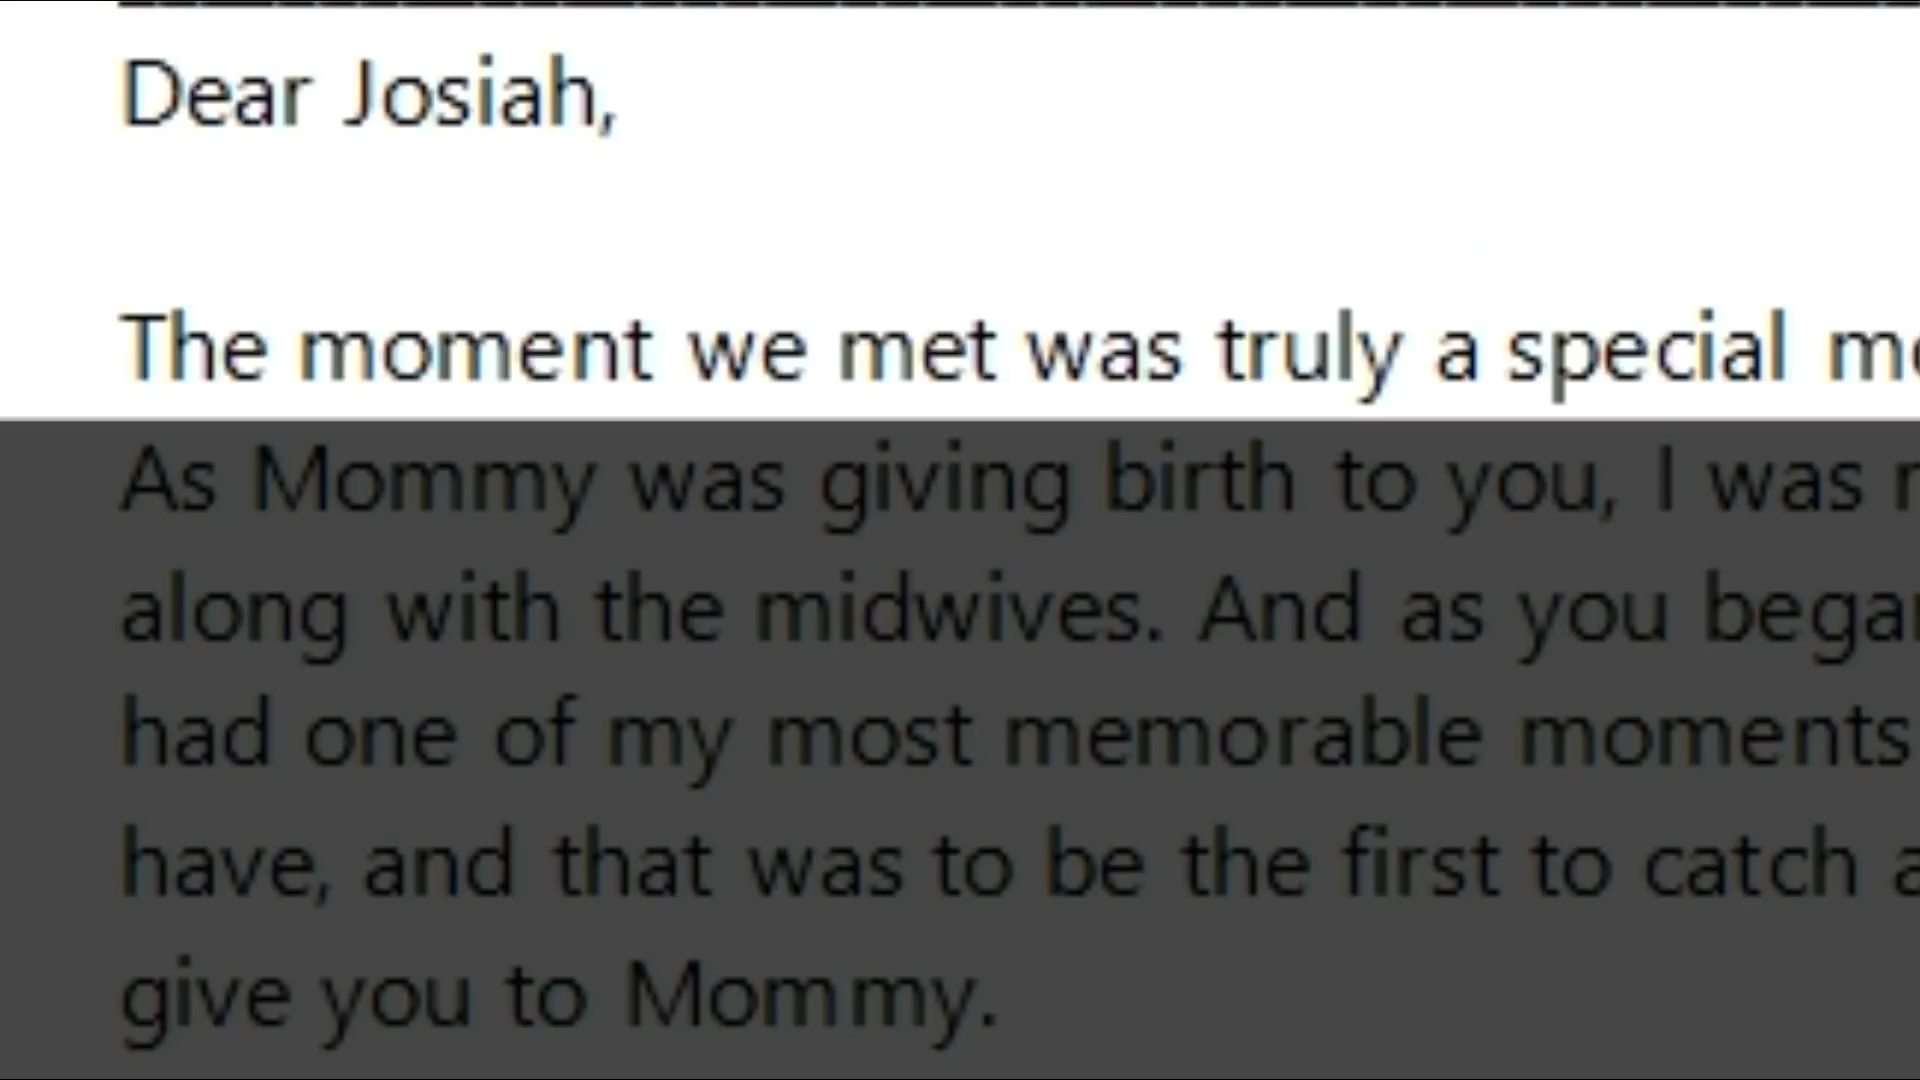 Dear Josiah,
The moment we met was truly a special
As Mommy was giving birth to you, I was
along with the midwives. And as you
had one of my most memorable moments
have, and that was to be the first to catch
give you to Mommy.